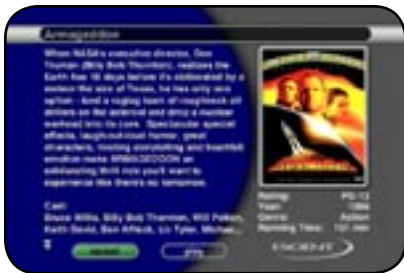 Armageddon
When NASA's executive director, Dan
Truman (Billy Bob Thornton), realizes the
Earth has 18 days before it's obliterated by a
meteor the size of Texas, he has only one
option - land a ragtag team of roughneck oil
drillers on the asteroid and drop a nuclear
warhead into its core. Spectacular special
effects, laugh-out-loud humor, great
characters, riveting storytelling and heartfelt
emotion make ARMAGEDDON an
exhilarating thrill ride you'll want to
experience like there's no tomorrow.
Cast:
Bruce Willis, Billy Bob Thornton, Will Patton,
Keith David, Ben Affleck, Liv Tyler, Michael...
Rating: PG-13
Year: 1998
Genre: Action
Running Time: 151 min
ESCIENT